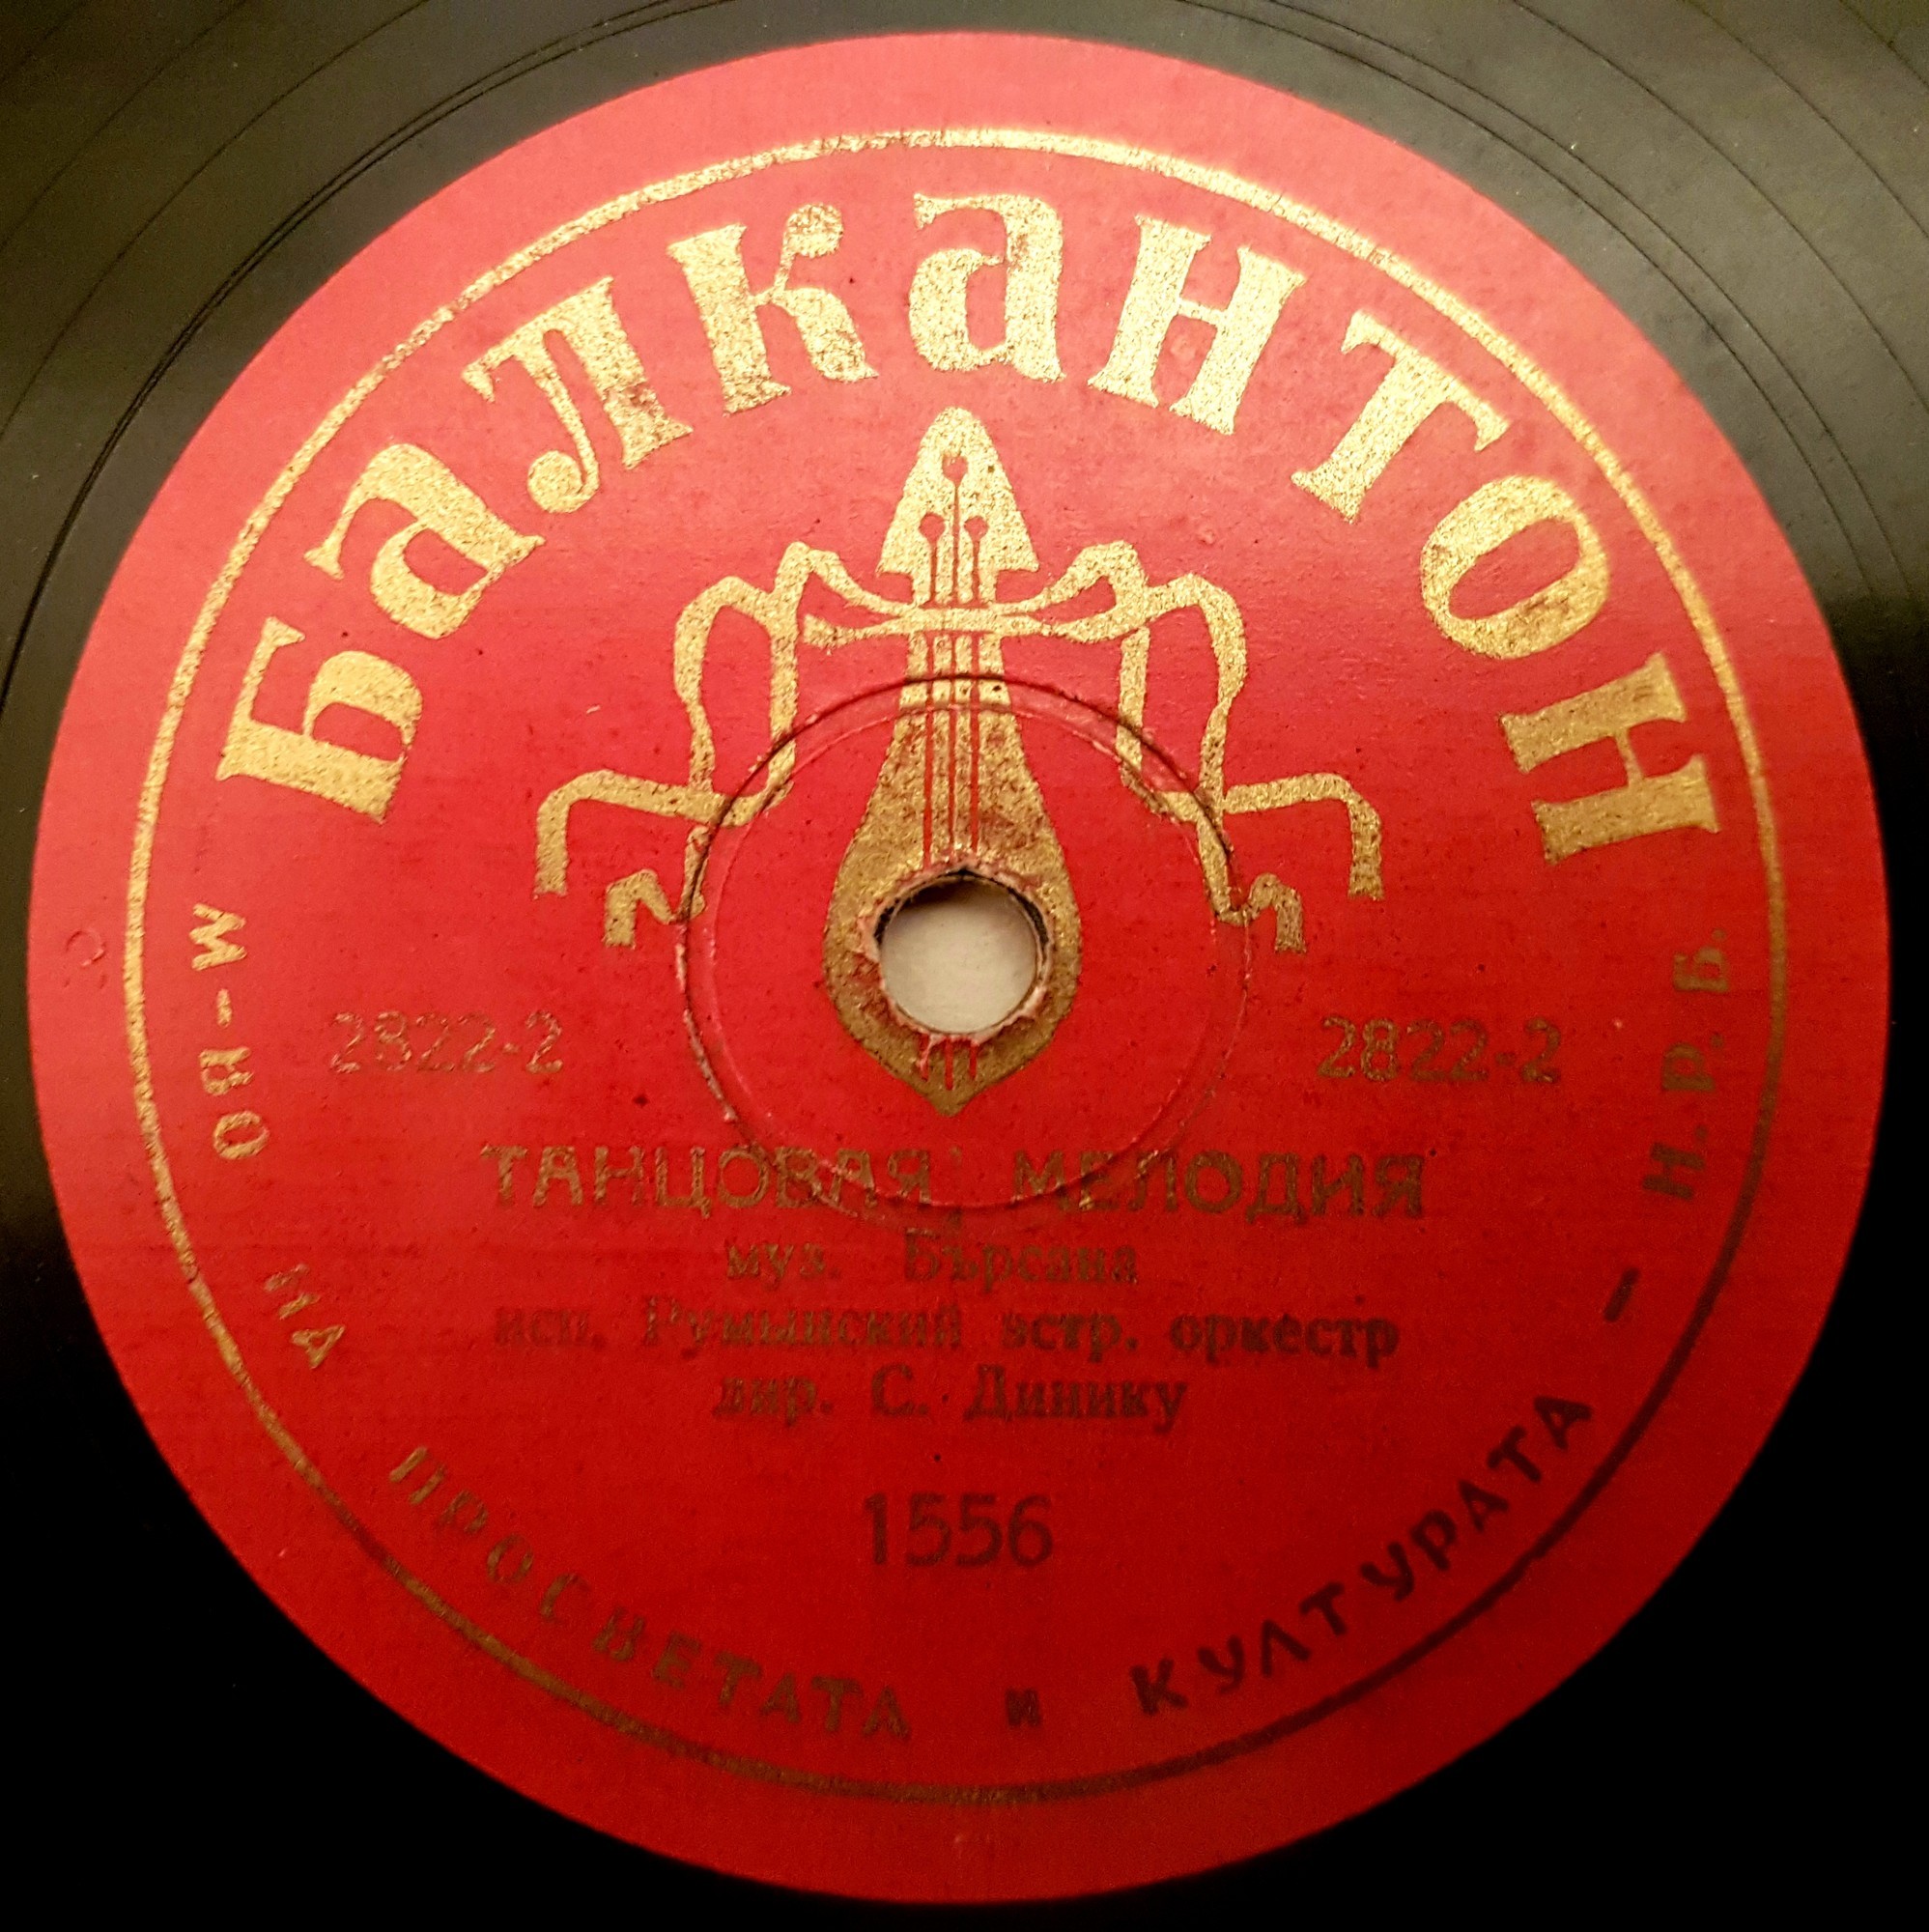 Балкантон
2822-2 2822-2
ТАНЦОВАЯ МЕЛОДИЯ
муз. Бърсана
исп. Румынский эстр. оркестр
дир. С. Динику
1556
М-ВО НА ПРОСВЕТАТА и КУЛТУРАТА - Н.Р.Б.